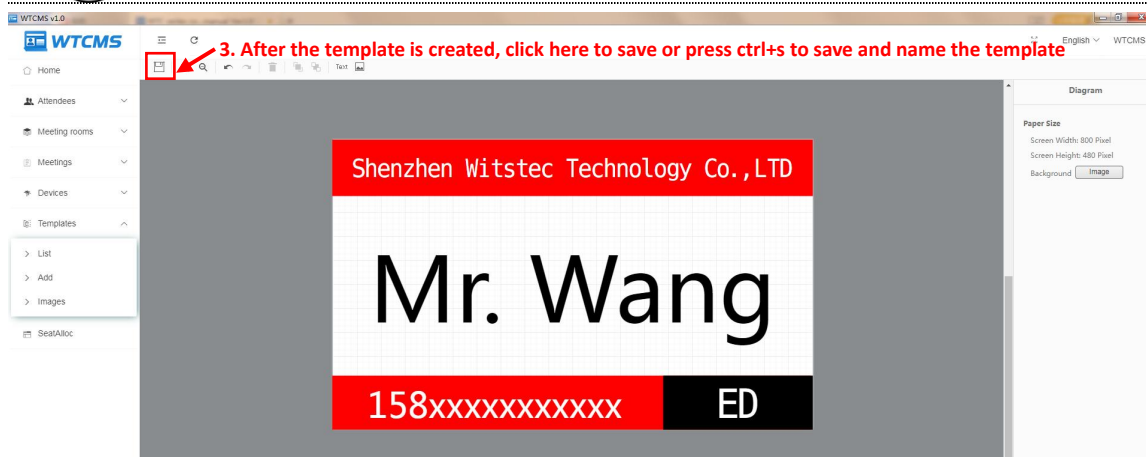 WTCMS v1.0
WTCMS
3. After the template is created, click here to save or press ctrl+s to save and name the template
English
WTCMS
Home
Text
Diagram
Attendees
Paper Size
Meeting rooms
Screen Width: 800 Pixel
Screen Height: 480 Pixel
Meetings
Background Image
Shenzhen Witstec Technology Co.,LTD
Devices
Templates
List
Add
Images
Mr. Wang
SeatAlloc
158xxxxxxxxxxx
ED